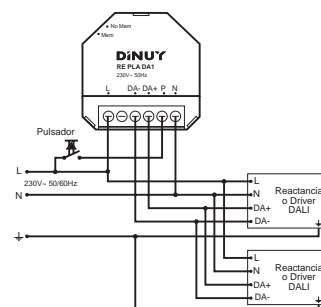 No Mem
Mem
DiNUY
RE PLA DA1
230V~ 50Hz
L DA- DA+ P N
Pulsador
L
230V~ 50/60Hz
N
L
N
DA+
DA-
Reactancia
o Driver
DALI
L
N
DA+
DA-
Reactancia
o Driver
DALI